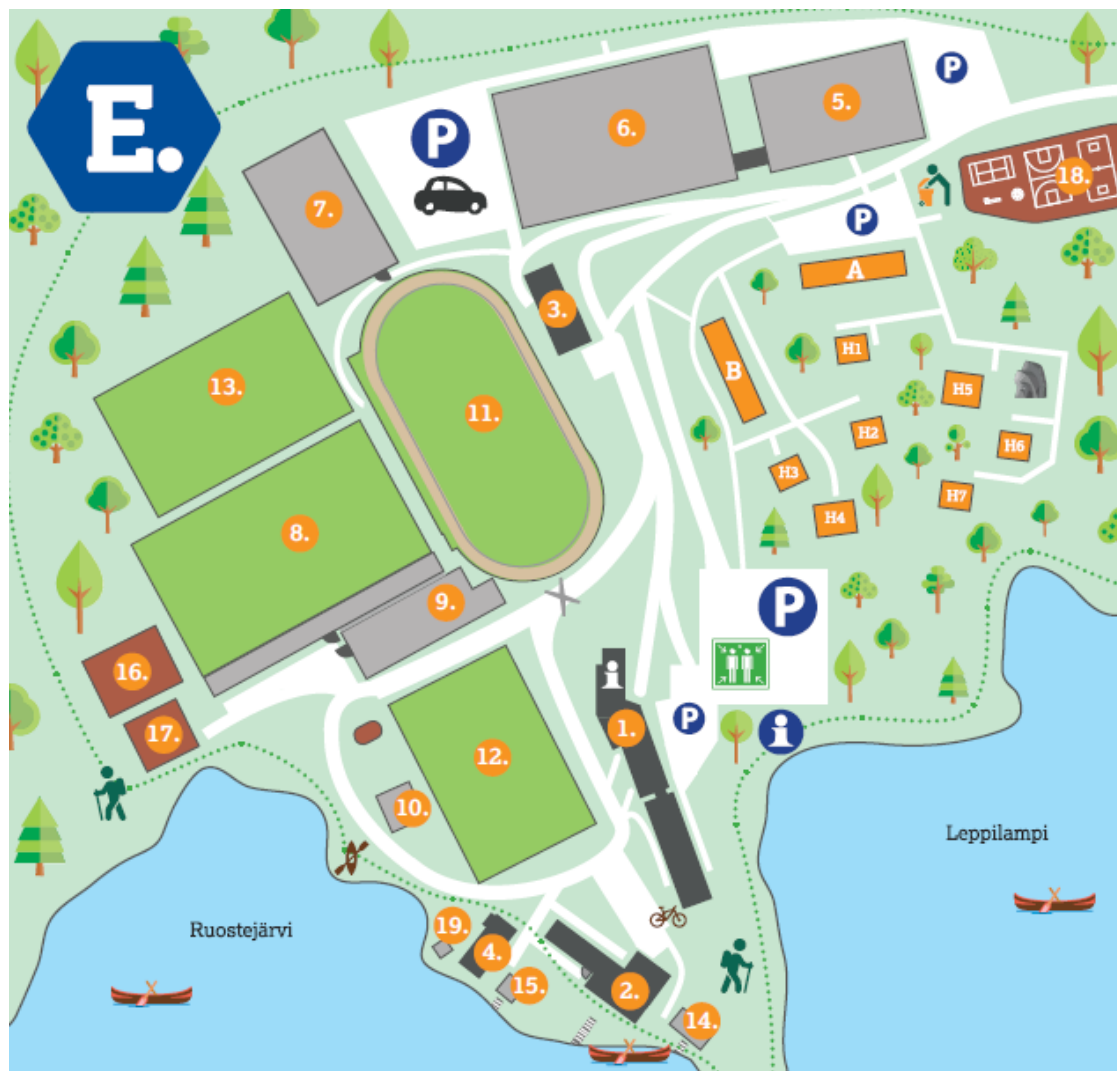 E.
P
5.
6.
P
18.
7.
P
A
3.
H1
B
13.
H5
11.
H2
H6
H3
H7
H4
8.
9.
P
16.
i
1.
P
i
17.
12.
10.
Leppilampi
Ruostejärvi
19.
4.
15.
2.
14.